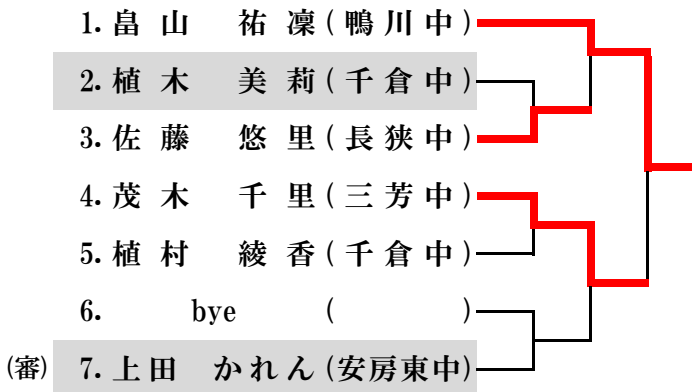 1. 畠山 祐凜(鴨川中)
2. 植木 美莉(千倉中)
3. 佐藤 悠里(長狭中)
4. 茂木 千里(三芳中)
5. 植村 綾香(千倉中)
6. bye ( )
(審) 7. 上田 かれん(安房東中)